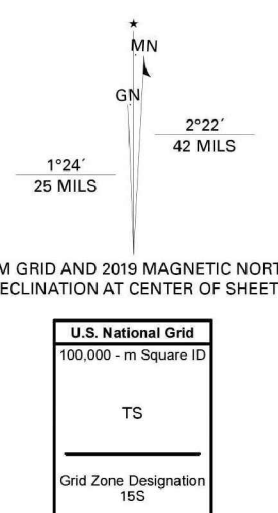 MN
GN
2°22´
42 MILS
1°24´
25 MILS
M GRID AND 2019 MAGNETIC NORT
ECLINATION AT CENTER OF SHEET
U.S. National Grid
100,000 - m Square ID
TS
Grid Zone Designation
15S